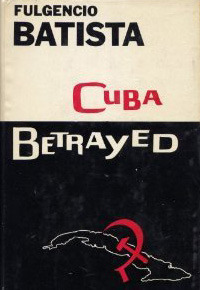 FULGENCIO
BATISTA
CUBA
BETRAYED